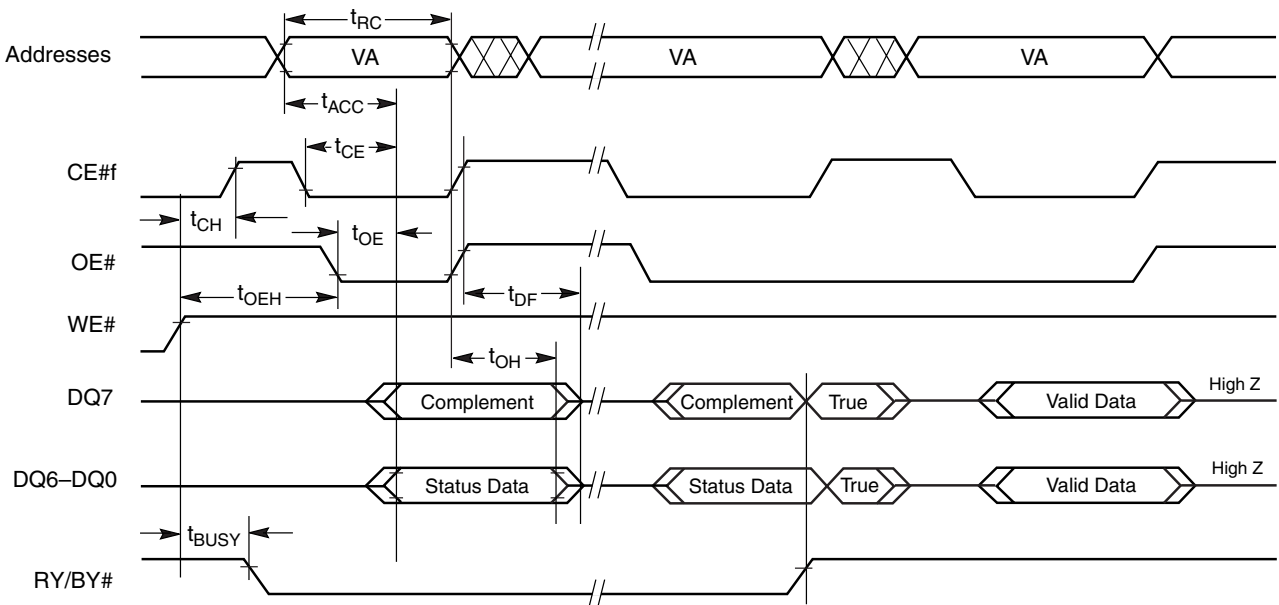 tRC
Addresses VA VA VA
tACC
tCE
CE#f
tCH tOE
OE#
tOEH tDF
WE#
tOH
DQ7 Complement Complement True Valid Data High Z
DQ6–DQ0 Status Data Status Data True Valid Data High Z
tBUSY
RY/BY#